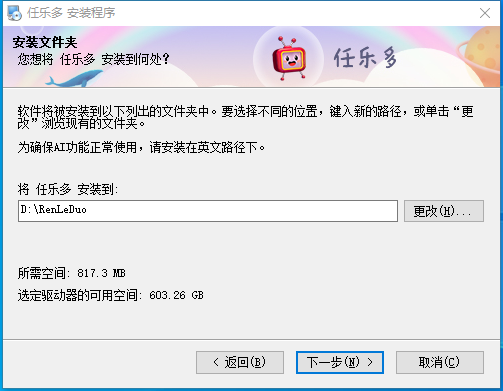 任乐多 安装程序
安装文件夹
您想将 任乐多 安装到何处？
任乐多
软件将被安装到以下列出的文件夹中。要选择不同的位置，键入新的路径，或单击“更
改”浏览现有的文件夹。
为确保AI功能正常使用，请安装在英文路径下。
将 任乐多 安装到:
D:\RenLeDuo
更改(H)...
所需空间: 817.3 MB
选定驱动器的可用空间: 603.26 GB
< 返回(B)
下一步(N) >
取消(C)